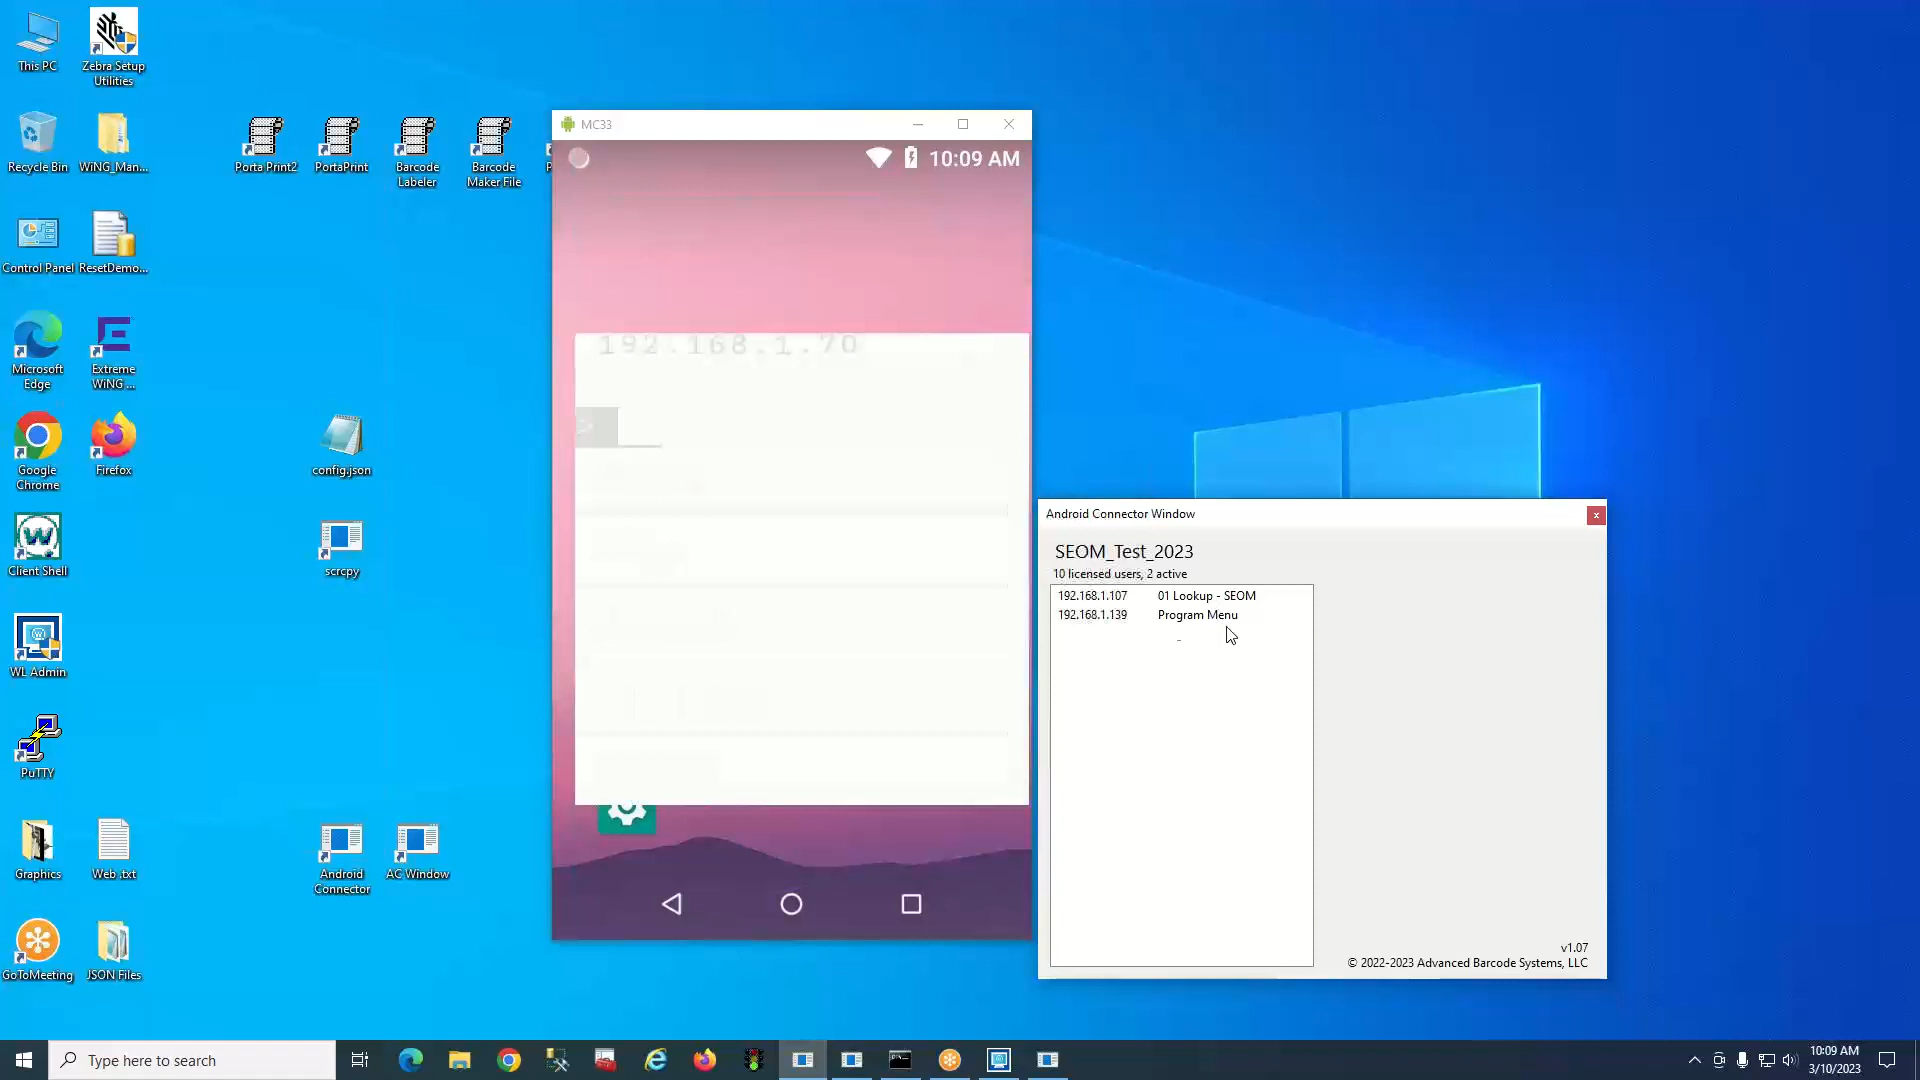 This PC
Zebra Setup
Utilities
Recycle Bin
WiNG_Man...
Porta Print2
PortaPrint
Barcode
Labeler
Barcode
Maker File
Control Panel
ResetDemo...
Microsoft
Edge
Extreme
WiNG ...
Google
Chrome
Firefox
config.json
Client Shell
scrcpy
WL Admin
PuTTY
Graphics
Web .txt
Android
Connector
AC Window
GoToMeeting
JSON Files
MC33
10:09 AM
192.168.1.70
Android Connector Window
x
SEOM_Test_2023
10 licensed users, 2 active
192.168.1.107 01 Lookup - SEOM
192.168.1.139 Program Menu
-
v1.07
© 2022-2023 Advanced Barcode Systems, LLC
Type here to search
10:09 AM
3/10/2023